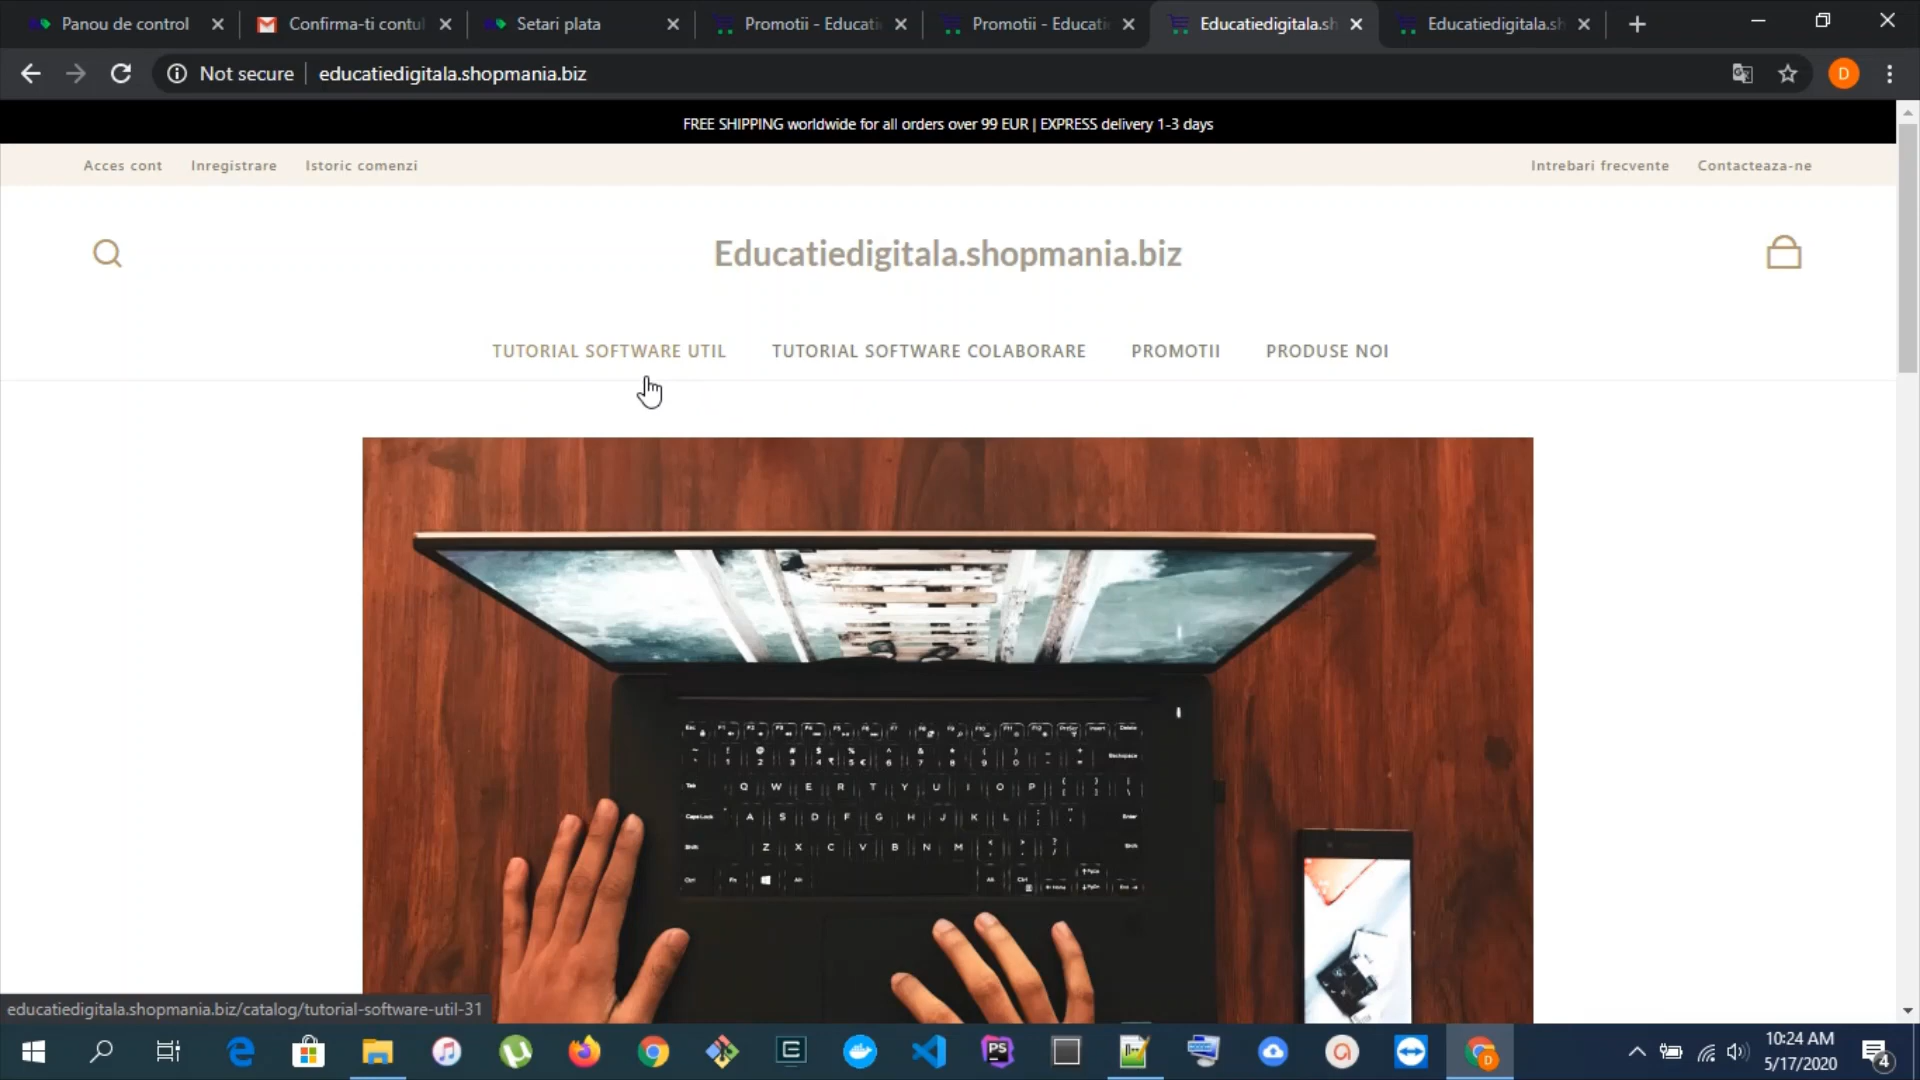 Panou de control
Confirma-ti contul
Setari plata
Promotii - Educati
Promotii - Educati
Educatiedigitala.sh
Educatiedigitala.sh
Not secure
educatiedigitala.shopmania.biz
D
FREE SHIPPING worldwide for all orders over 99 EUR | EXPRESS delivery 1-3 days
Acces cont
Inregistrare
Istoric comenzi
Intrebari frecvente
Contacteaza-ne
Educatiedigitala.shopmania.biz
TUTORIAL SOFTWARE UTIL
TUTORIAL SOFTWARE COLABORARE
PROMOTII
PRODUSE NOI
Q W E R T Y U I O P
A S D F G H J K L
Z X C V B N M
educatiedigitala.shopmania.biz/catalog/tutorial-software-util-31
PS
D
10:24 AM
5/17/2020
4